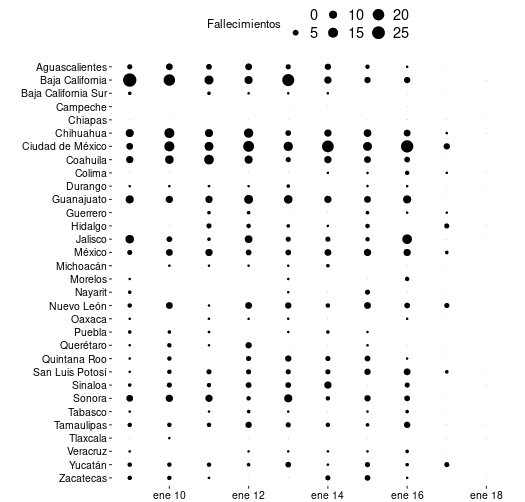 Fallecimientos
0 10 20
5 15 25
Aguascalientes
Baja California
Baja California Sur
Campeche
Chiapas
Chihuahua
Ciudad de México
Coahuila
Colima
Durango
Guanajuato
Guerrero
Hidalgo
Jalisco
México
Michoacán
Morelos
Nayarit
Nuevo León
Oaxaca
Puebla
Querétaro
Quintana Roo
San Luis Potosí
Sinaloa
Sonora
Tabasco
Tamaulipas
Tlaxcala
Veracruz
Yucatán
Zacatecas
ene 10 ene 12 ene 14 ene 16 ene 18